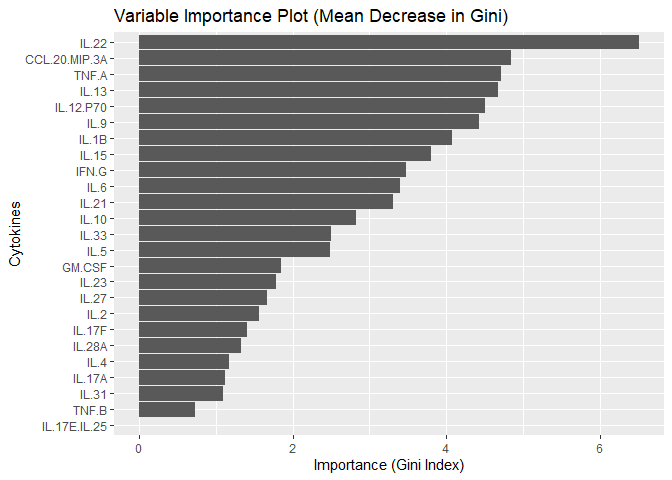 Variable Importance Plot (Mean Decrease in Gini)
Cytokines
IL.22
CCL.20.MIP.3A
TNF.A
IL.13
IL.12.P70
IL.9
IL.1B
IL.15
IFN.G
IL.6
IL.21
IL.10
IL.33
IL.5
GM.CSF
IL.23
IL.27
IL.2
IL.17F
IL.28A
IL.4
IL.17A
IL.31
TNF.B
IL.17E.IL.25
0 2 4 6
Importance (Gini Index)